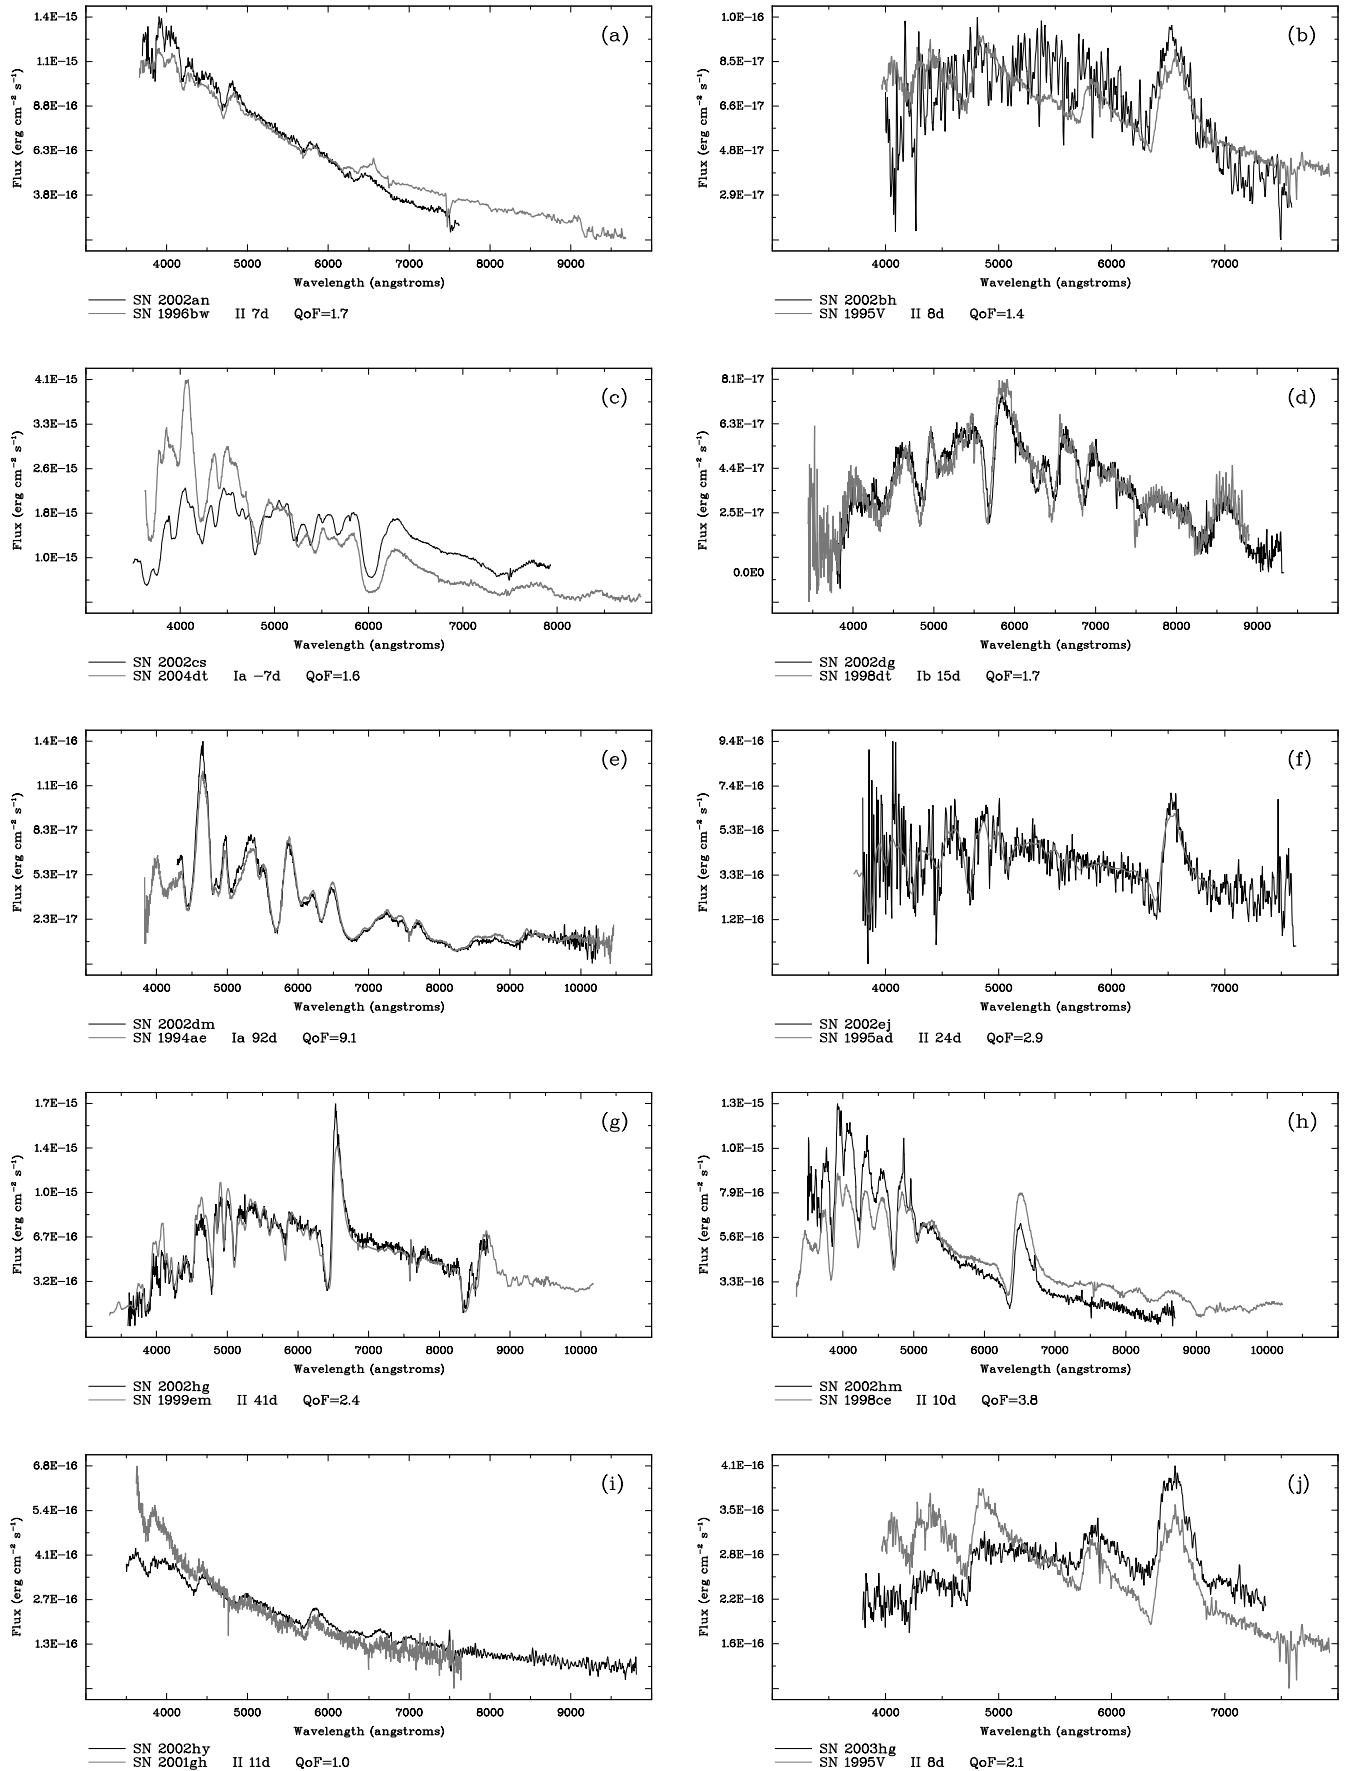 (a)
1.4E−15
1.1E−15
8.8E−16
6.3E−16
3.8E−16
Flux (erg cm−2 s−1)
4000 5000 6000 7000 8000 9000
Wavelength (angstroms)
SN 2002an
SN 1996bw II 7d QoF=1.7
(b)
1.0E−16
8.5E−17
6.6E−17
4.8E−17
2.9E−17
Flux (erg cm−2 s−1)
4000 5000 6000 7000
Wavelength (angstroms)
SN 2002bh
SN 1995V II 8d QoF=1.4
(c)
4.1E−15
3.3E−15
2.6E−15
1.8E−15
1.0E−15
Flux (erg cm−2 s−1)
4000 5000 6000 7000 8000
Wavelength (angstroms)
SN 2002cs
SN 2004dt Ia −7d QoF=1.6
(d)
8.1E−17
6.3E−17
4.4E−17
2.5E−17
0.0E0
Flux (erg cm−2 s−1)
4000 5000 6000 7000 8000 9000
Wavelength (angstroms)
SN 2002dg
SN 1998dt Ib 15d QoF=1.7
(e)
1.4E−16
1.1E−16
8.3E−17
5.3E−17
2.3E−17
Flux (erg cm−2 s−1)
4000 5000 6000 7000 8000 9000 10000
Wavelength (angstroms)
SN 2002dm
SN 1994ae Ia 92d QoF=9.1
(f)
9.4E−16
7.4E−16
5.3E−16
3.3E−16
1.2E−16
Flux (erg cm−2 s−1)
4000 5000 6000 7000
Wavelength (angstroms)
SN 2002ej
SN 1995ad II 24d QoF=2.9
(g)
1.7E−15
1.4E−15
1.0E−15
6.7E−16
3.2E−16
Flux (erg cm−2 s−1)
4000 5000 6000 7000 8000 9000 10000
Wavelength (angstroms)
SN 2002hg
SN 1999em II 41d QoF=2.4
(h)
1.3E−15
1.0E−15
7.9E−16
5.6E−16
3.3E−16
Flux (erg cm−2 s−1)
4000 5000 6000 7000 8000 9000 10000
Wavelength (angstroms)
SN 2002hm
SN 1998ce II 10d QoF=3.8
(i)
6.8E−16
5.4E−16
4.1E−16
2.7E−16
1.3E−16
Flux (erg cm−2 s−1)
4000 5000 6000 7000 8000 9000
Wavelength (angstroms)
SN 2002hy
SN 2001gh II 11d QoF=1.0
(j)
4.1E−16
3.5E−16
2.8E−16
2.2E−16
1.6E−16
Flux (erg cm−2 s−1)
4000 5000 6000 7000
Wavelength (angstroms)
SN 2003hg
SN 1995V II 8d QoF=2.1